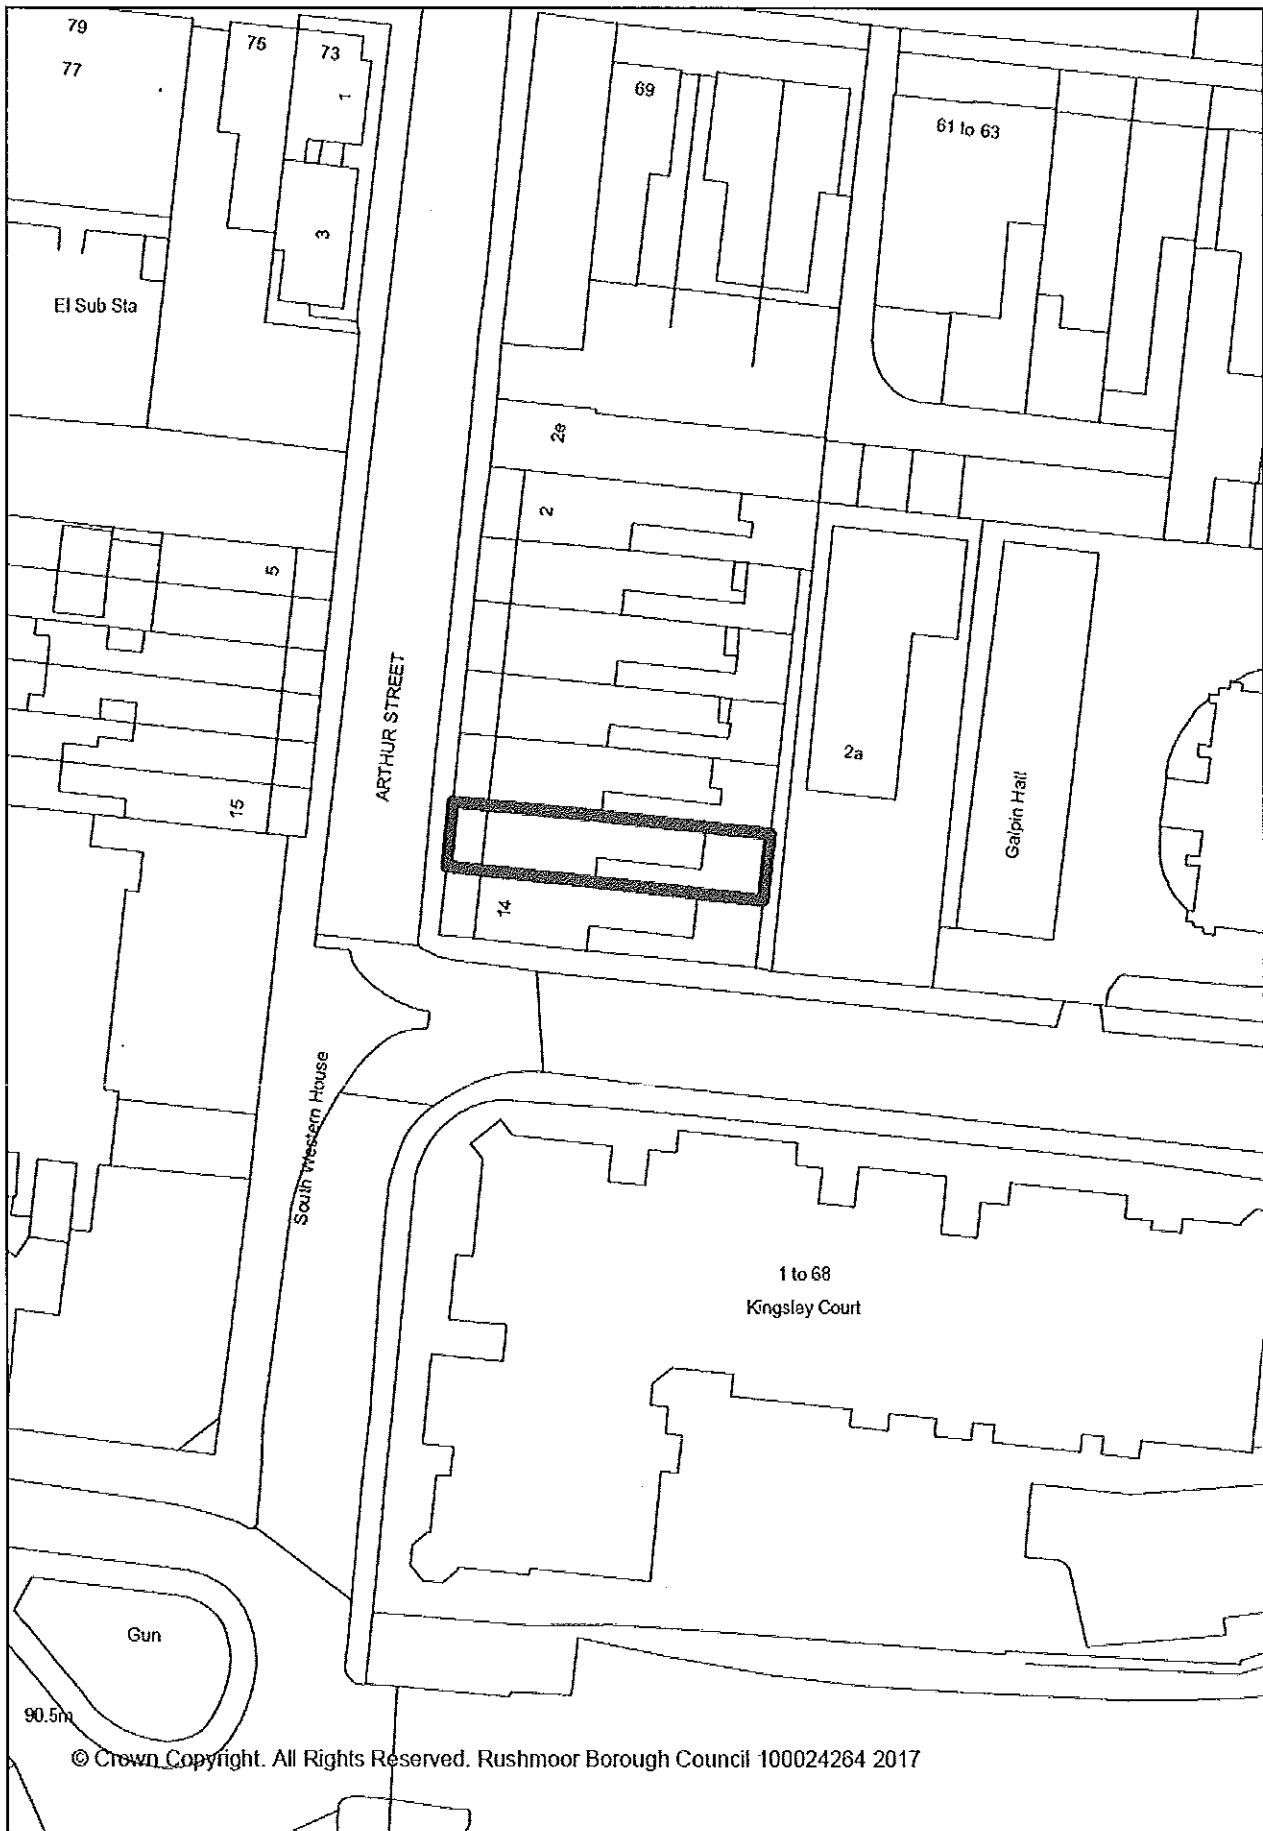 79
75
73
77
1
69
61 to 63
3
El Sub Sta
2e
2
5
ARTHUR STREET
2a
Galpin Hall
15
14
South Western House
1 to 68
Kingsley Court
Gun
90.5m
© Crown Copyright. All Rights Reserved. Rushmoor Borough Council 100024264 2017